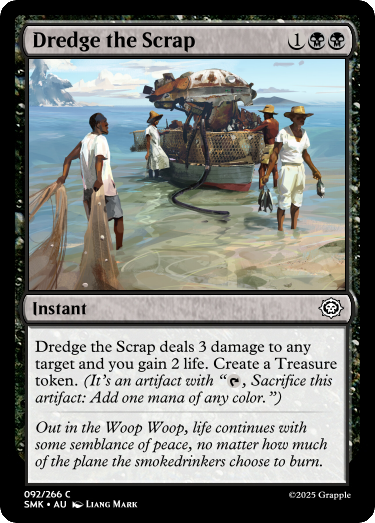 Dredge the Scrap 1
Instant
Dredge the Scrap deals 3 damage to any
target and you gain 2 life. Create a Treasure
token. (It's an artifact with “, Sacrifice this
artifact: Add one mana of any color.”)
Out in the Woop Woop, life continues with
some semblance of peace, no matter how much
of the plane the smokedrinkers choose to burn.
092/266 C
SMK • AU Liang Mark
©2025 Grapple